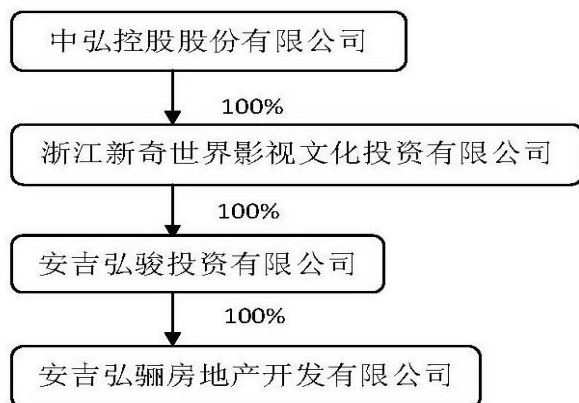 中弘控股股份有限公司
100%
浙江新奇世界影视文化投资有限公司
100%
安吉弘骏投资有限公司
100%
安吉弘骊房地产开发有限公司